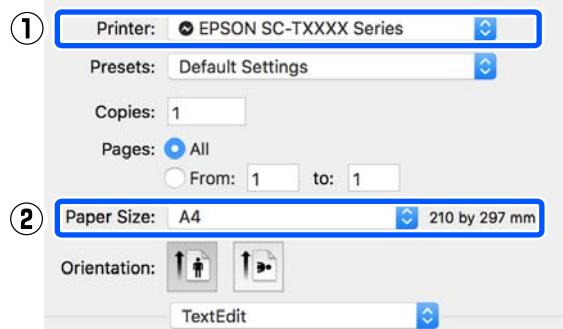 ① Printer: EPSON SC-TXXXX Series
Presets: Default Settings
Copies: 1
Pages: All
From: 1 to: 1
② Paper Size: A4 210 by 297 mm
Orientation:
TextEdit